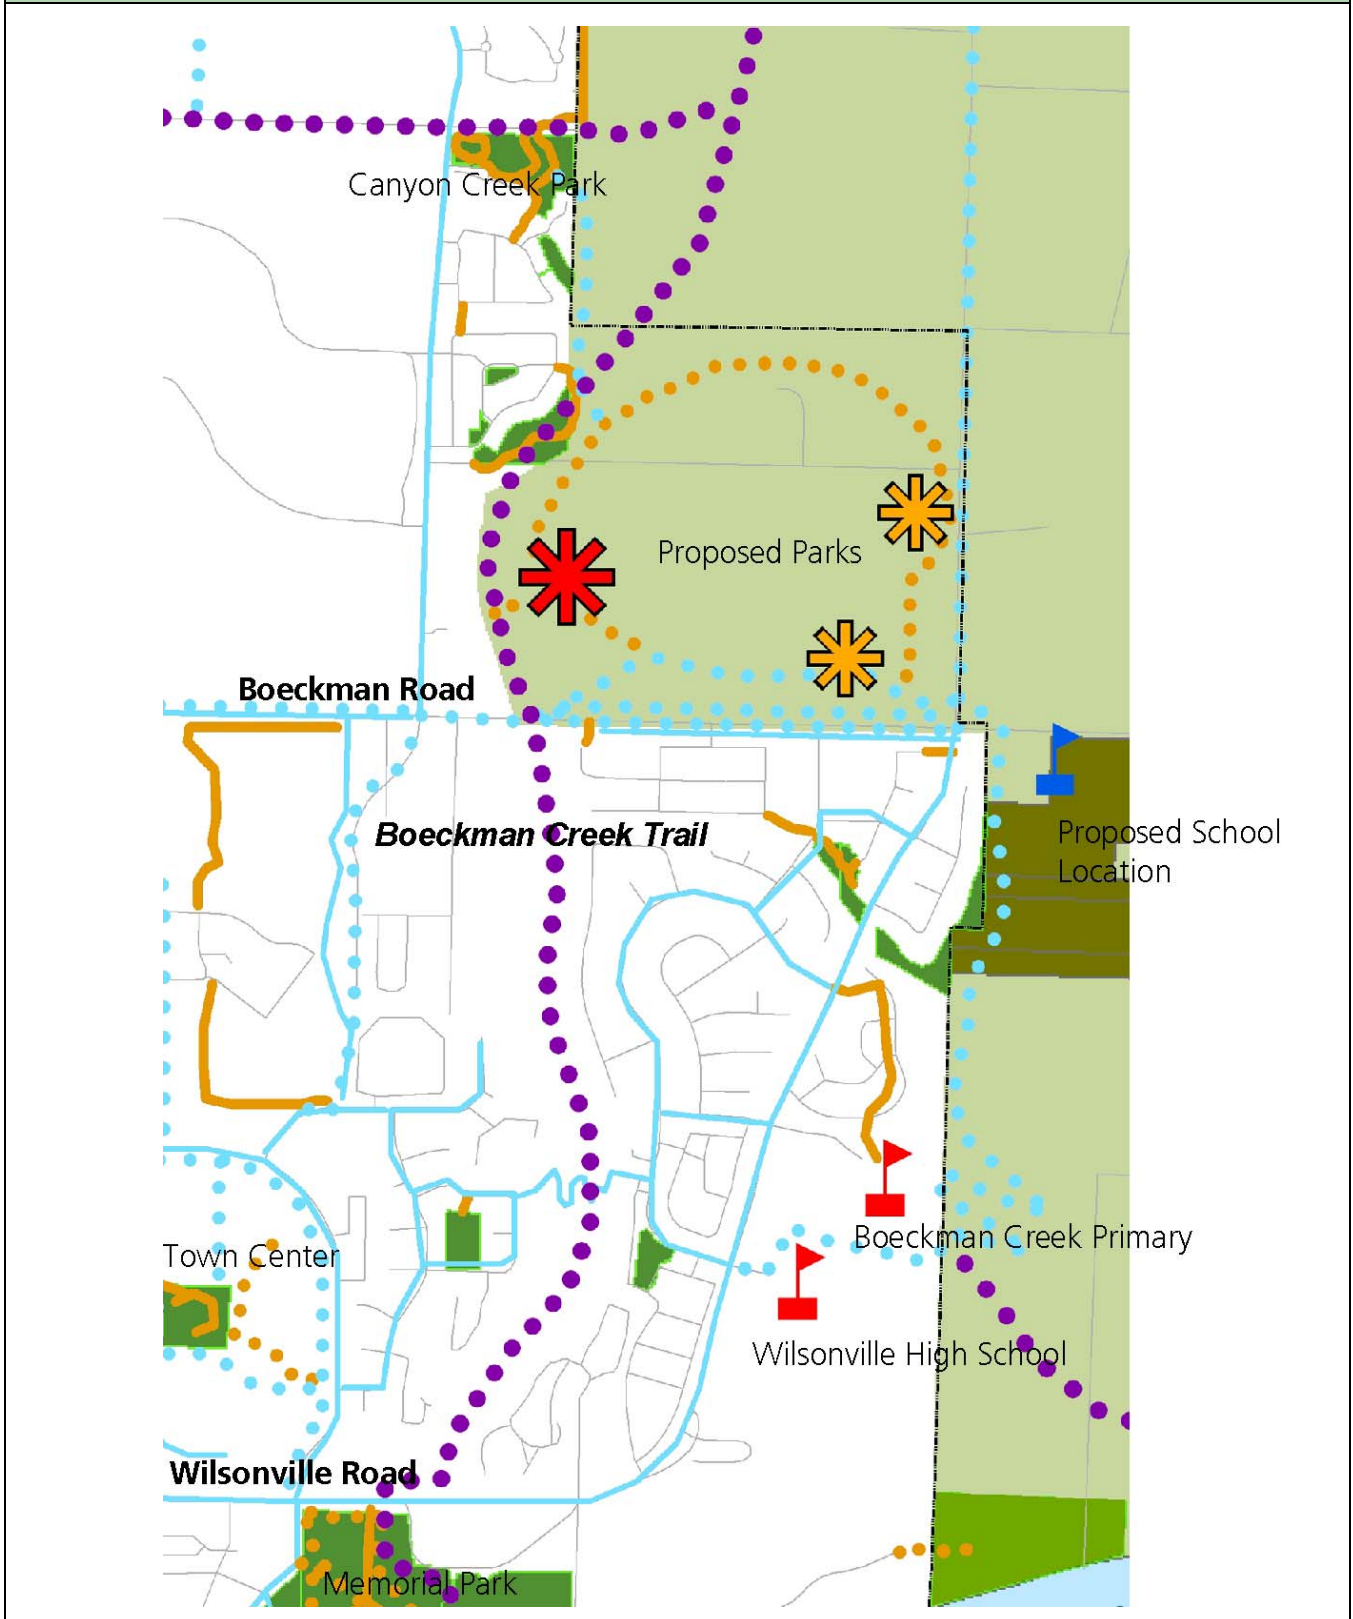 Canyon Creek Park
Proposed Parks
Boeckman Road
Boeckman Creek Trail
Proposed School
Location
Boeckman Creek Primary
Town Center
Wilsonville High School
Wilsonville Road
Memorial Park